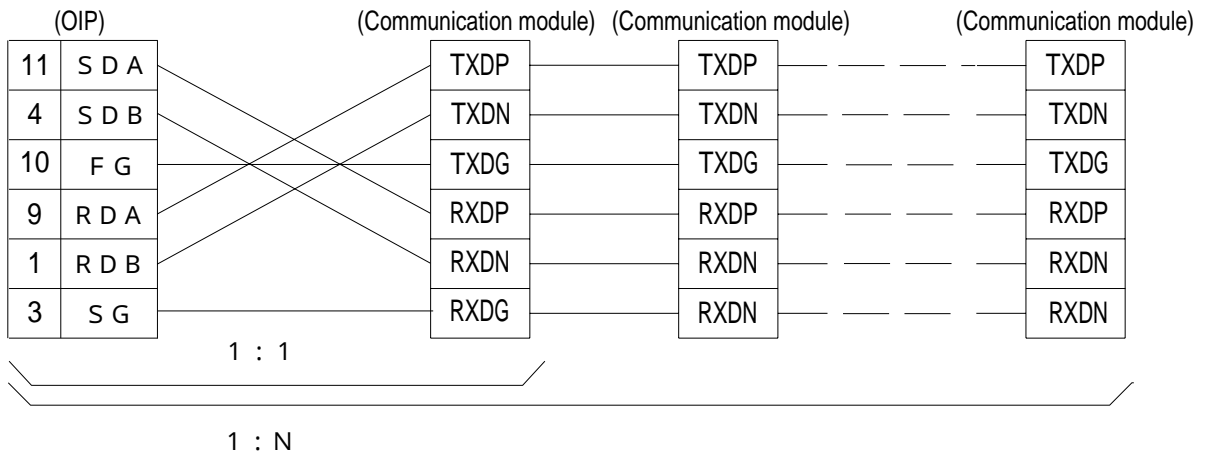 (OIP) (Communication module) (Communication module) (Communication module)
11 SDA TXDP TXDP TXDP
4 SDB TXDN TXDN TXDN
10 FG TXDG TXDG TXDG
9 RDA RXDP RXDP RXDP
1 RDB RXDN RXDN RXDN
3 SG RXDG RXDN RXDN
1 : 1
1 : N